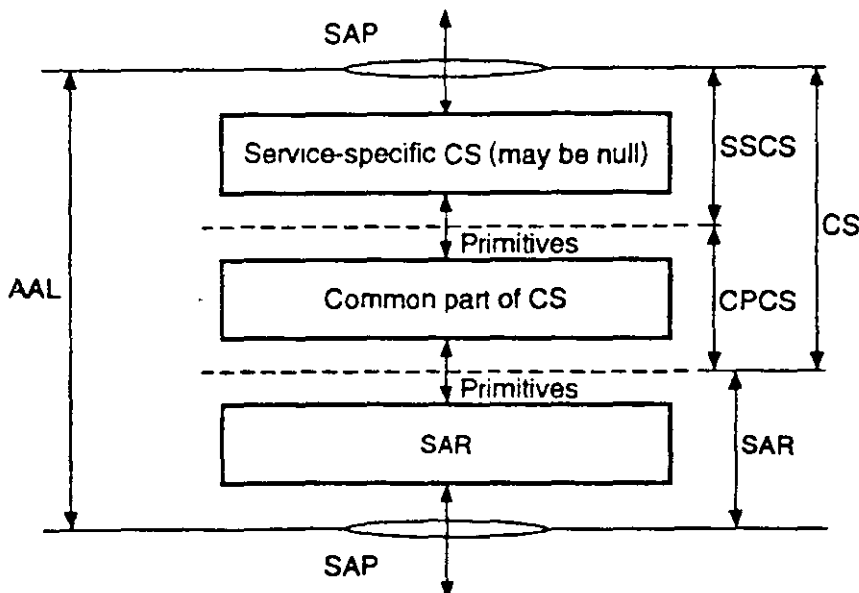 SAP
Service-specific CS (may be null)
SSCS
CS
Primitives
AAL
Common part of CS
CPCS
Primitives
SAR
SAR
SAP